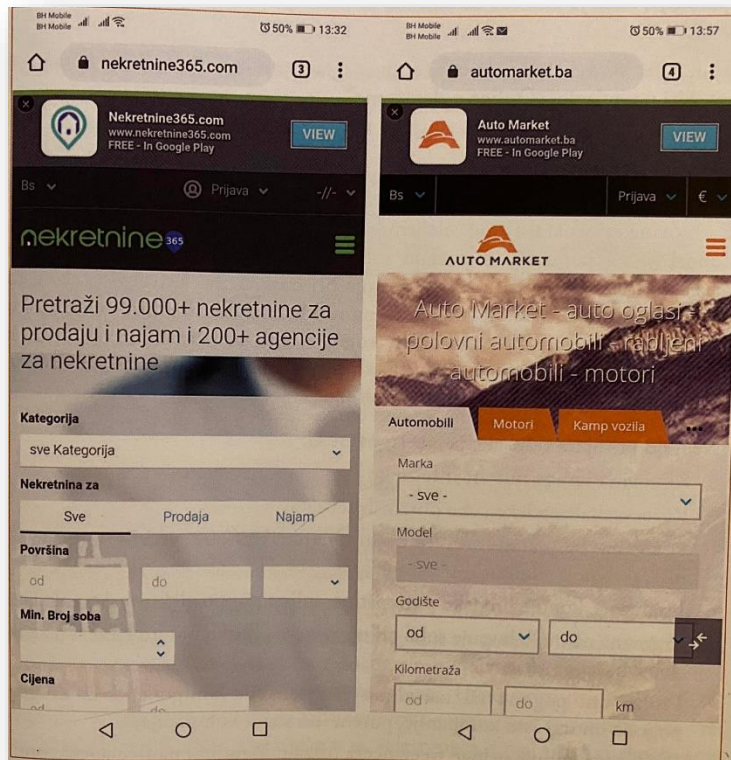 BH Mobile
BH Mobile
50% 13:32
nekretnine365.com
3
Nekretnine365.com
www.nekretnine365.com
FREE - In Google Play
VIEW
Bs
Prijava
-//-
nekretnine 365
Pretraži 99.000+ nekretnine za
prodaju i najam i 200+ agencije
za nekretnine
Kategorija
sve Kategorija
Nekretnina za
Sve Prodaja Najam
Površina
od do
Min. Broj soba
Cijena
od do
BH Mobile
BH Mobile
50% 13:57
automarket.ba
4
Auto Market
www.automarket.ba
FREE - In Google Play
VIEW
Bs
Prijava
€
AUTO MARKET
Auto Market - auto oglasi -
polovni automobili - rabljeni
automobili - motori
Automobili Motori Kamp vozila
Marka
- sve -
Model
- sve -
Godište
od do
Kilometraža
od do km